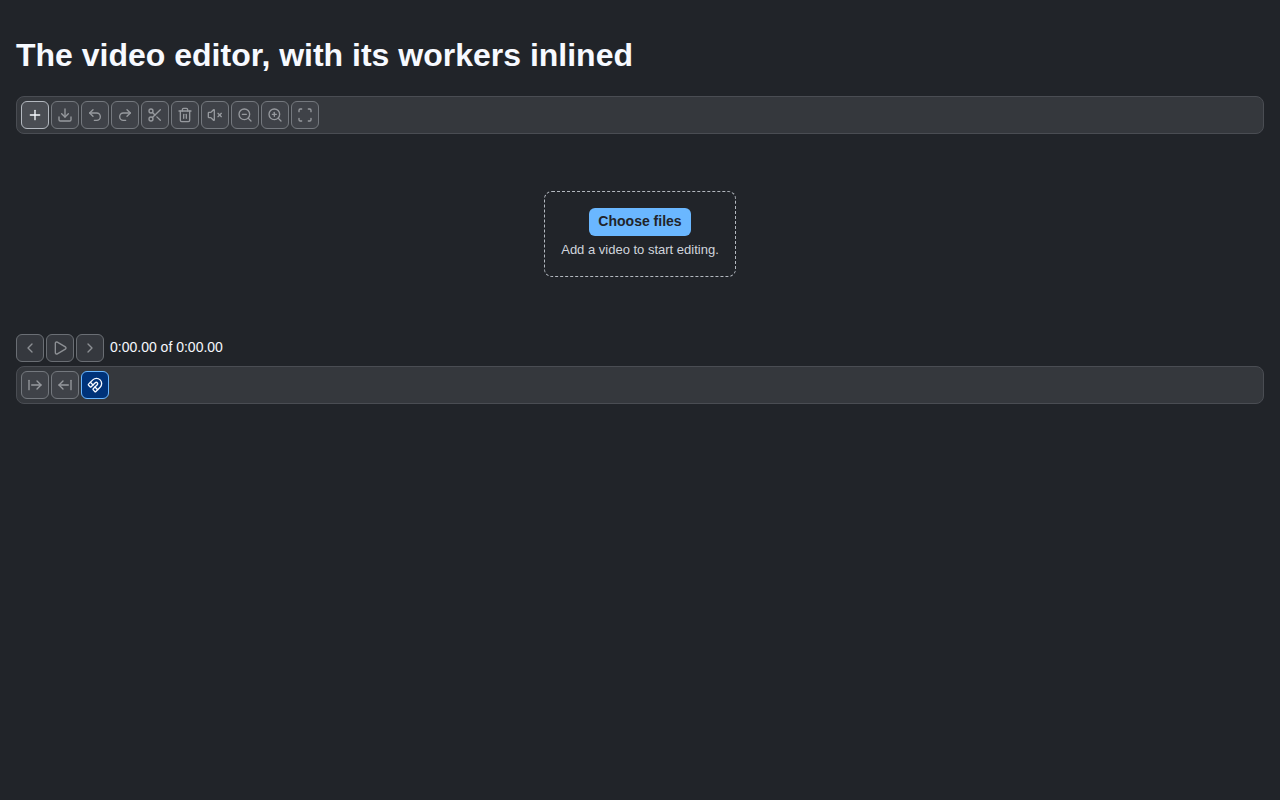 The video editor, with its workers inlined
Choose files
Add a video to start editing.
0:00.00 of 0:00.00